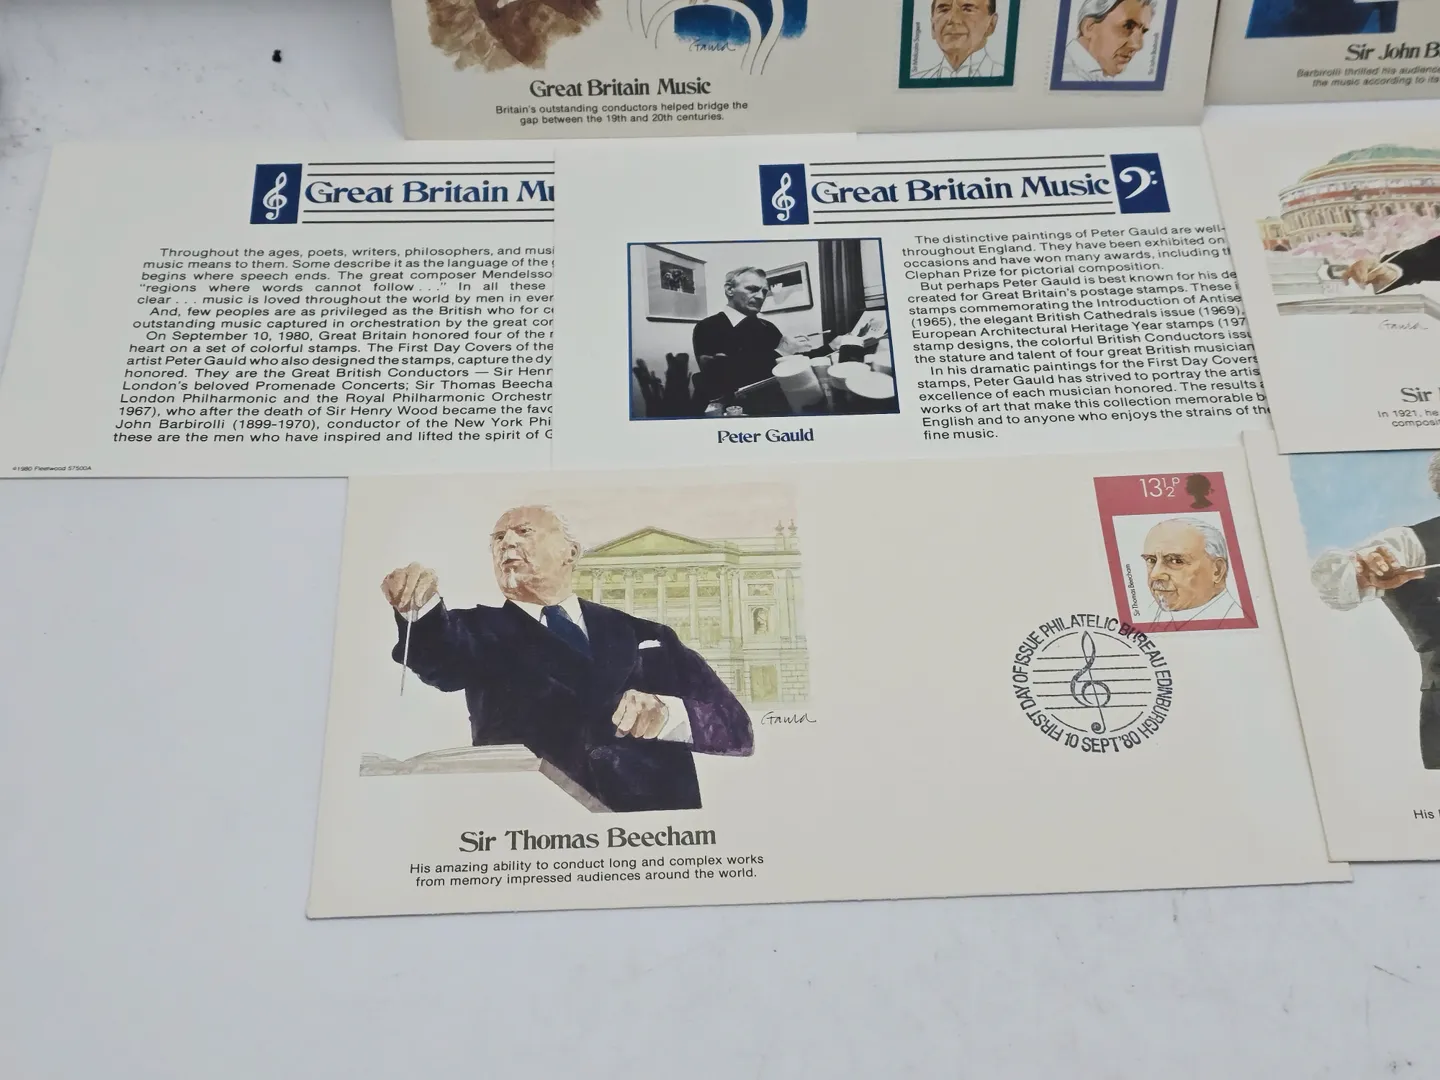 Gauld
Great Britain Music
Britain's outstanding conductors helped bridge the
gap between the 19th and 20th centuries.
Sir Malcolm Sargent
Sir John B
Barbirolli thrilled his audience
the music according to its
Great Britain Mu
Throughout the ages, poets, writers, philosophers, and musi
music means to them. Some describe it as the language of the
begins where speech ends. The great composer Mendelsso
"regions where words cannot follow . . ." In all these
clear . . . music is loved throughout the world by men in ever
And, few peoples are as privileged as the British who for ce
outstanding music captured in orchestration by the great con
On September 10, 1980, Great Britain honored four of the
heart on a set of colorful stamps. The First Day Covers of the
artist Peter Gauld who also designed the stamps, capture the dy
honored. They are the Great British Conductors — Sir Henr
London's beloved Promenade Concerts; Sir Thomas Beecha
London Philharmonic and the Royal Philharmonic Orchestr
1967), who after the death of Sir Henry Wood became the favo
John Barbirolli (1899-1970), conductor of the New York Phi
these are the men who have inspired and lifted the spirit of G
©1980 Fleetwood 57500A
Great Britain Music
Peter Gauld
The distinctive paintings of Peter Gauld are well-
throughout England. They have been exhibited on
occasions and have won many awards, including th
Clephan Prize for pictorial composition.
But perhaps Peter Gauld is best known for his de
created for Great Britain's postage stamps. These i
stamps commemorating the Introduction of Antise
(1965), the elegant British Cathedrals issue (1969),
European Architectural Heritage Year stamps (197
stamp designs, the colorful British Conductors issu
the stature and talent of four great British musician
In his dramatic paintings for the First Day Covers
stamps, Peter Gauld has strived to portray the artis
excellence of each musician honored. The results a
works of art that make this collection memorable b
English and to anyone who enjoys the strains of the
fine music.
Gauld
Sir
In 1921, he
composit
13½P
Sir Thomas Beecham
FIRST DAY OF ISSUE PHILATELIC BUREAU EDINBURGH
10 SEPT'80
Gauld
Sir Thomas Beecham
His amazing ability to conduct long and complex works
from memory impressed audiences around the world.
His